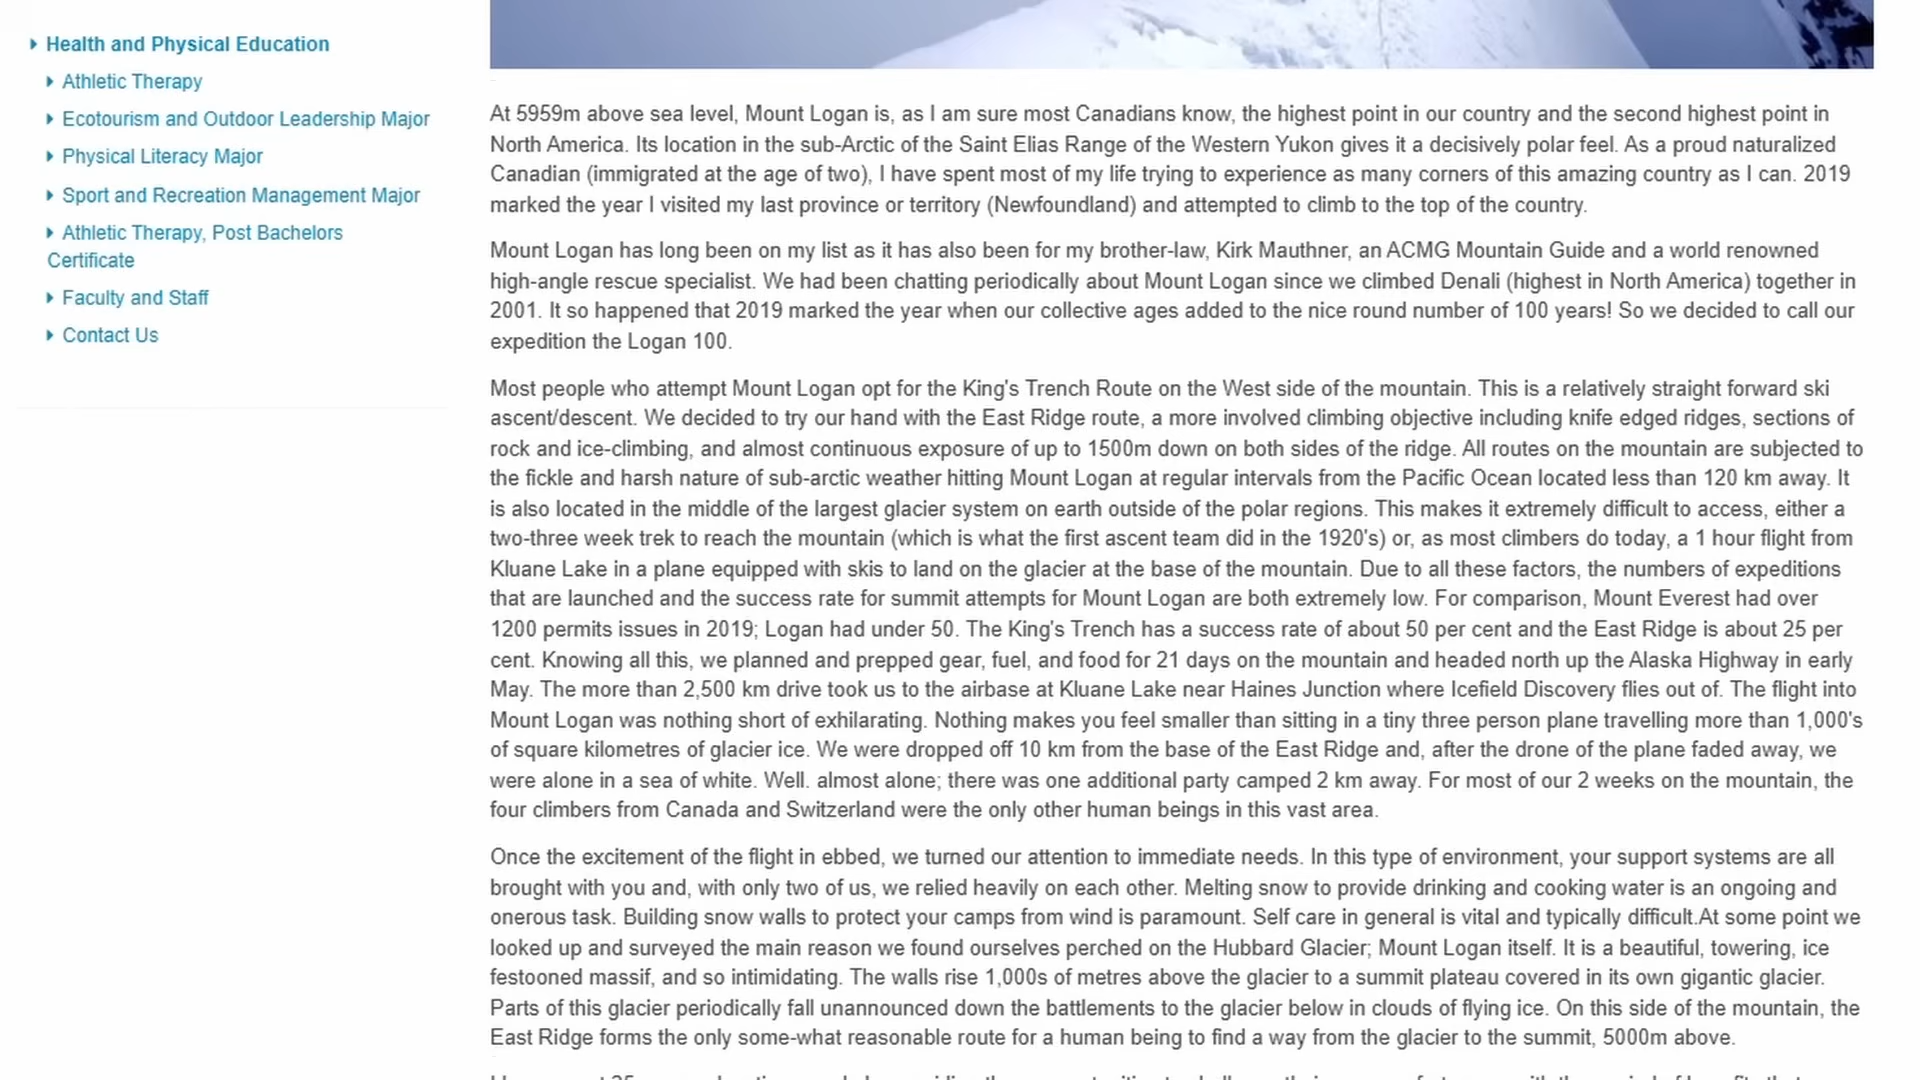 Health and Physical Education
Athletic Therapy
Ecotourism and Outdoor Leadership Major
Physical Literacy Major
Sport and Recreation Management Major
Athletic Therapy, Post Bachelors
Certificate
Faculty and Staff
Contact Us
At 5959m above sea level, Mount Logan is, as I am sure most Canadians know, the highest point in our country and the second highest point in
North America. Its location in the sub-Arctic of the Saint Elias Range of the Western Yukon gives it a decisively polar feel. As a proud naturalized
Canadian (immigrated at the age of two), I have spent most of my life trying to experience as many corners of this amazing country as I can. 2019
marked the year I visited my last province or territory (Newfoundland) and attempted to climb to the top of the country.
Mount Logan has long been on my list as it has also been for my brother-law, Kirk Mauthner, an ACMG Mountain Guide and a world renowned
high-angle rescue specialist. We had been chatting periodically about Mount Logan since we climbed Denali (highest in North America) together in
2001. It so happened that 2019 marked the year when our collective ages added to the nice round number of 100 years! So we decided to call our
expedition the Logan 100.
Most people who attempt Mount Logan opt for the King's Trench Route on the West side of the mountain. This is a relatively straight forward ski
ascent/descent. We decided to try our hand with the East Ridge route, a more involved climbing objective including knife edged ridges, sections of
rock and ice-climbing, and almost continuous exposure of up to 1500m down on both sides of the ridge. All routes on the mountain are subjected to
the fickle and harsh nature of sub-arctic weather hitting Mount Logan at regular intervals from the Pacific Ocean located less than 120 km away. It
is also located in the middle of the largest glacier system on earth outside of the polar regions. This makes it extremely difficult to access, either a
two-three week trek to reach the mountain (which is what the first ascent team did in the 1920's) or, as most climbers do today, a 1 hour flight from
Kluane Lake in a plane equipped with skis to land on the glacier at the base of the mountain. Due to all these factors, the numbers of expeditions
that are launched and the success rate for summit attempts for Mount Logan are both extremely low. For comparison, Mount Everest had over
1200 permits issues in 2019; Logan had under 50. The King's Trench has a success rate of about 50 per cent and the East Ridge is about 25 per
cent. Knowing all this, we planned and prepped gear, fuel, and food for 21 days on the mountain and headed north up the Alaska Highway in early
May. The more than 2,500 km drive took us to the airbase at Kluane Lake near Haines Junction where Icefield Discovery flies out of. The flight into
Mount Logan was nothing short of exhilarating. Nothing makes you feel smaller than sitting in a tiny three person plane travelling more than 1,000's
of square kilometres of glacier ice. We were dropped off 10 km from the base of the East Ridge and, after the drone of the plane faded away, we
were alone in a sea of white. Well. almost alone; there was one additional party camped 2 km away. For most of our 2 weeks on the mountain, the
four climbers from Canada and Switzerland were the only other human beings in this vast area.
Once the excitement of the flight in ebbed, we turned our attention to immediate needs. In this type of environment, your support systems are all
brought with you and, with only two of us, we relied heavily on each other. Melting snow to provide drinking and cooking water is an ongoing and
onerous task. Building snow walls to protect your camps from wind is paramount. Self care in general is vital and typically difficult.At some point we
looked up and surveyed the main reason we found ourselves perched on the Hubbard Glacier; Mount Logan itself. It is a beautiful, towering, ice
festooned massif, and so intimidating. The walls rise 1,000s of metres above the glacier to a summit plateau covered in its own gigantic glacier.
Parts of this glacier periodically fall unannounced down the battlements to the glacier below in clouds of flying ice. On this side of the mountain, the
East Ridge forms the only some-what reasonable route for a human being to find a way from the glacier to the summit, 5000m above.